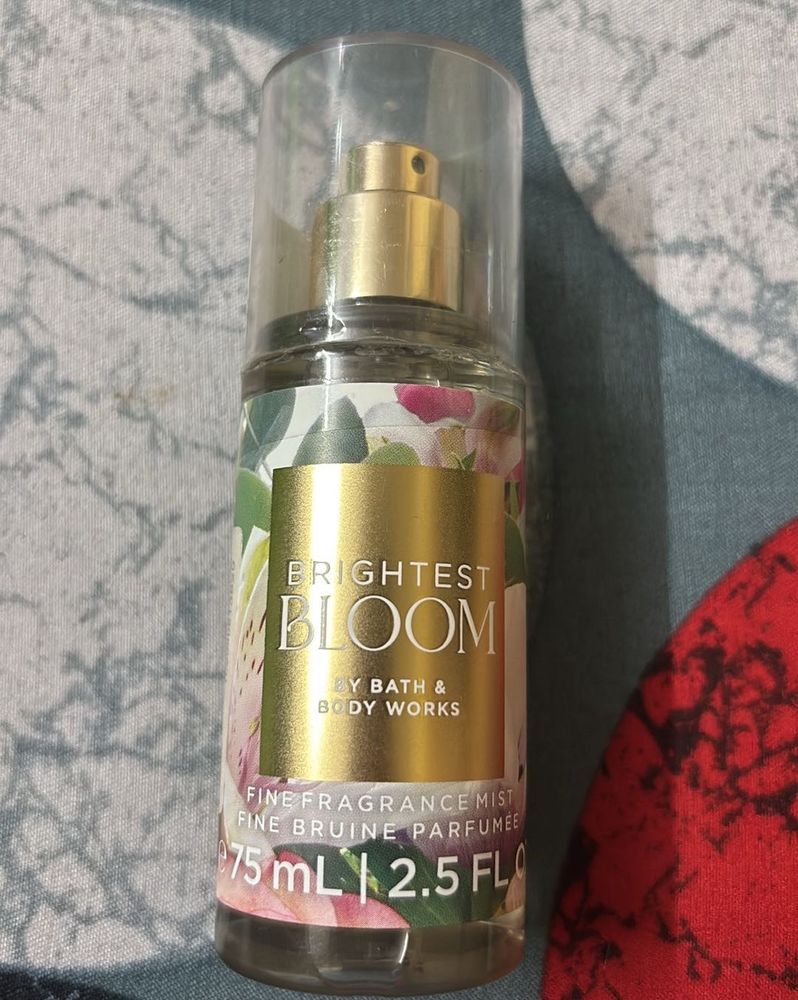 BRIGHTEST
BLOOM
BY BATH &
BODY WORKS
FINE FRAGRANCE MIST
FINE BRUINE PARFUMÉE
e 75 mL | 2.5 FL O